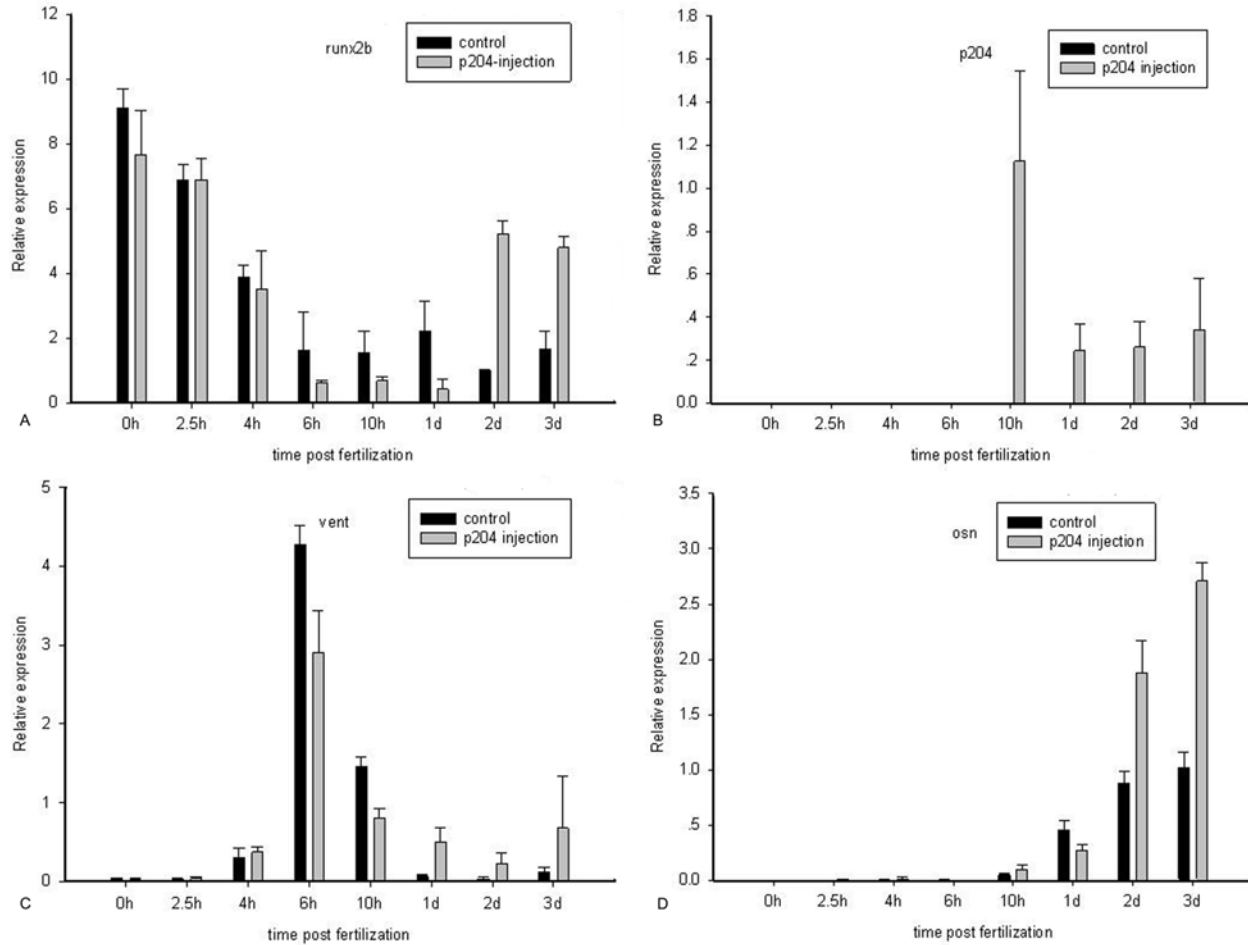 12
10
8
6
4
2
0
Relative expression
runx2b
control
p204-injection
0h 2.5h 4h 6h 10h 1d 2d 3d
A
time post fertilization
1.8
1.6
1.4
1.2
1.0
.8
.6
.4
.2
0.0
Relative expression
p204
control
p204 injection
0h 2.5h 4h 6h 10h 1d 2d 3d
B
time post fertilization
5
4
3
2
1
0
Relative expression
vent
control
p204 injection
0h 2.5h 4h 6h 10h 1d 2d 3d
C
time post fertilization
3.5
3.0
2.5
2.0
1.5
1.0
.5
0.0
Relative expression
osn
control
p204 injection
0h 2.5h 4h 6h 10h 1d 2d 3d
D
time post fertilization